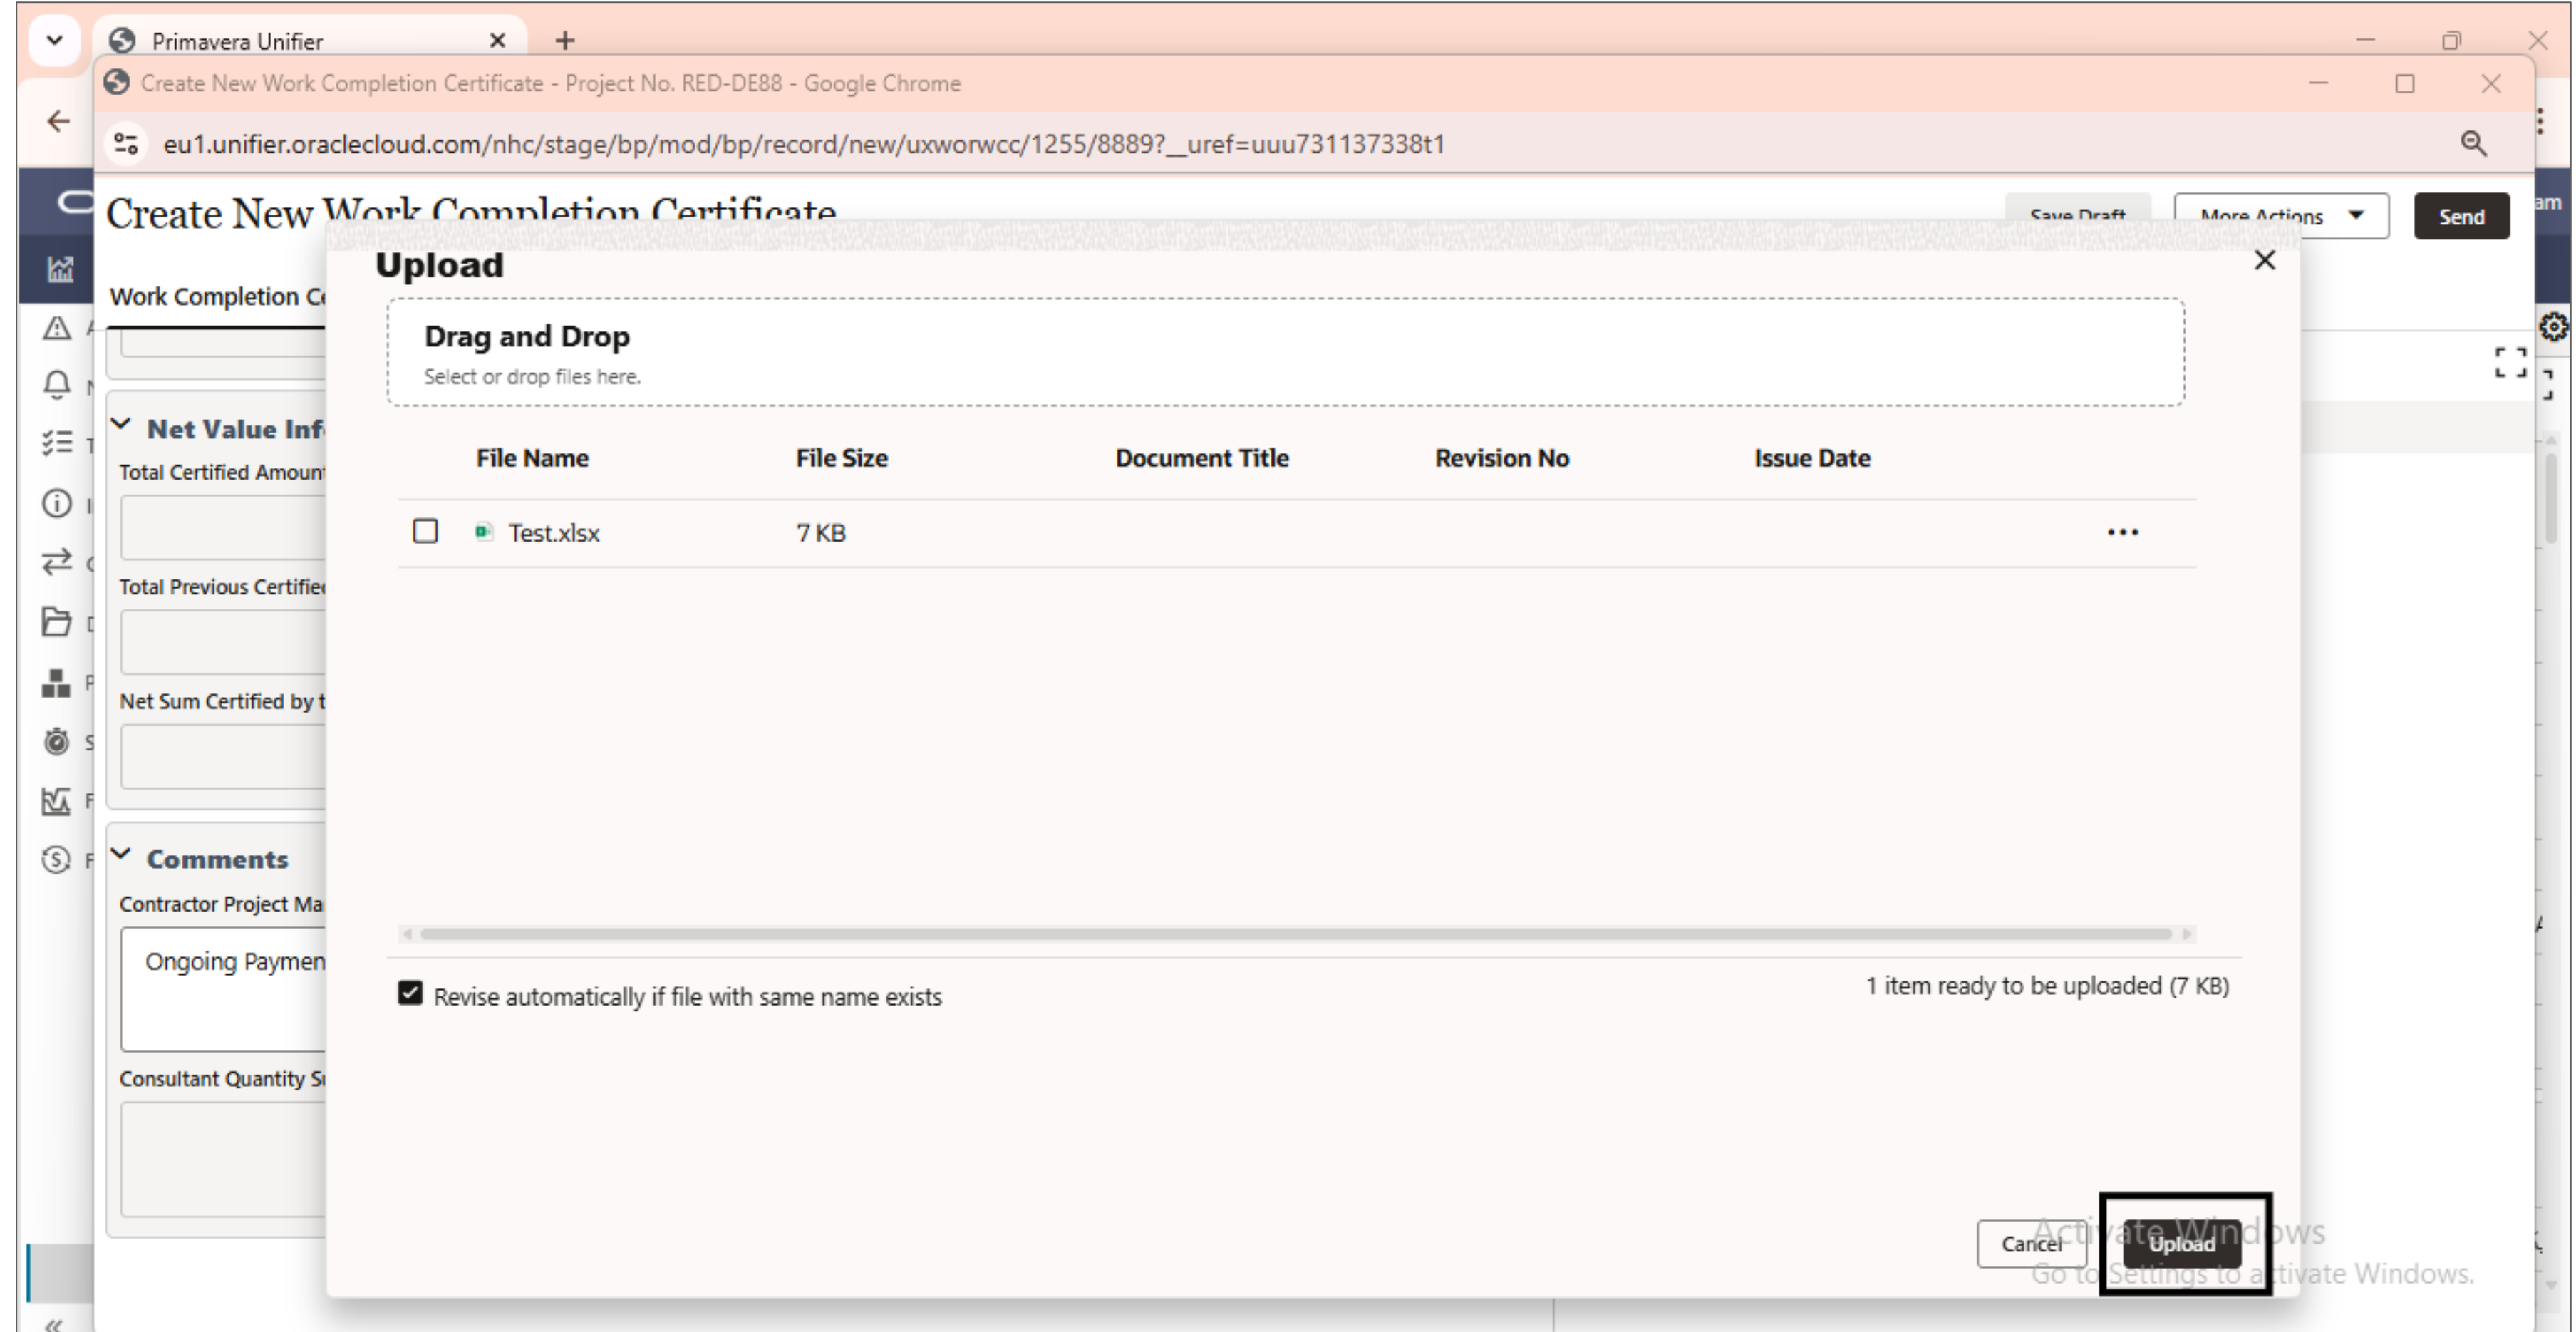 Primavera Unifier
Create New Work Completion Certificate - Project No. RED-DE88 - Google Chrome
eu1.unifier.oraclecloud.com/nhc/stage/bp/mod/bp/record/new/uxworwcc/1255/8889?__uref=uuu731137338t1
Create New Work Completion Certificate
Save Draft
More Actions
Send
am
Upload
Work Completion Ce
Drag and Drop
Select or drop files here.
Net Value Inf
File Name File Size Document Title Revision No Issue Date
Total Certified Amount
Test.xlsx 7 KB
Total Previous Certified
Net Sum Certified by t
Comments
Contractor Project Ma
Ongoing Paymen
Revise automatically if file with same name exists
1 item ready to be uploaded (7 KB)
Consultant Quantity Su
Cancel
Upload
Activate Windows
Go to Settings to activate Windows.